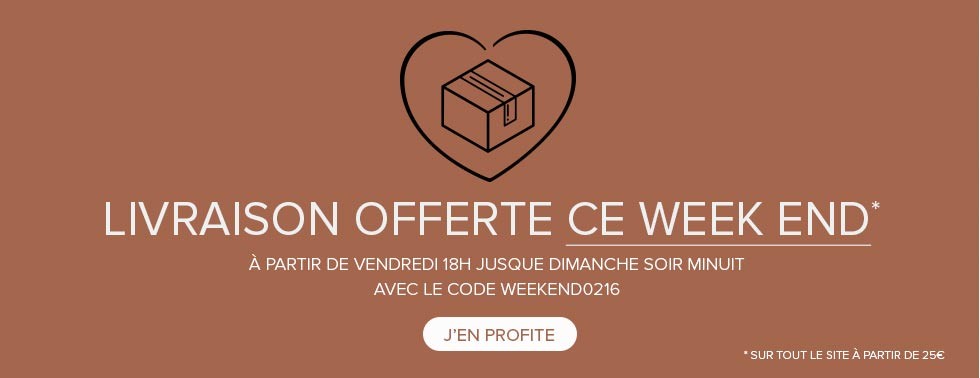 LIVRAISON OFFERTE CE WEEK END*
À PARTIR DE VENDREDI 18H JUSQUE DIMANCHE SOIR MINUIT
AVEC LE CODE WEEKEND0216
J'EN PROFITE
* SUR TOUT LE SITE À PARTIR DE 25€